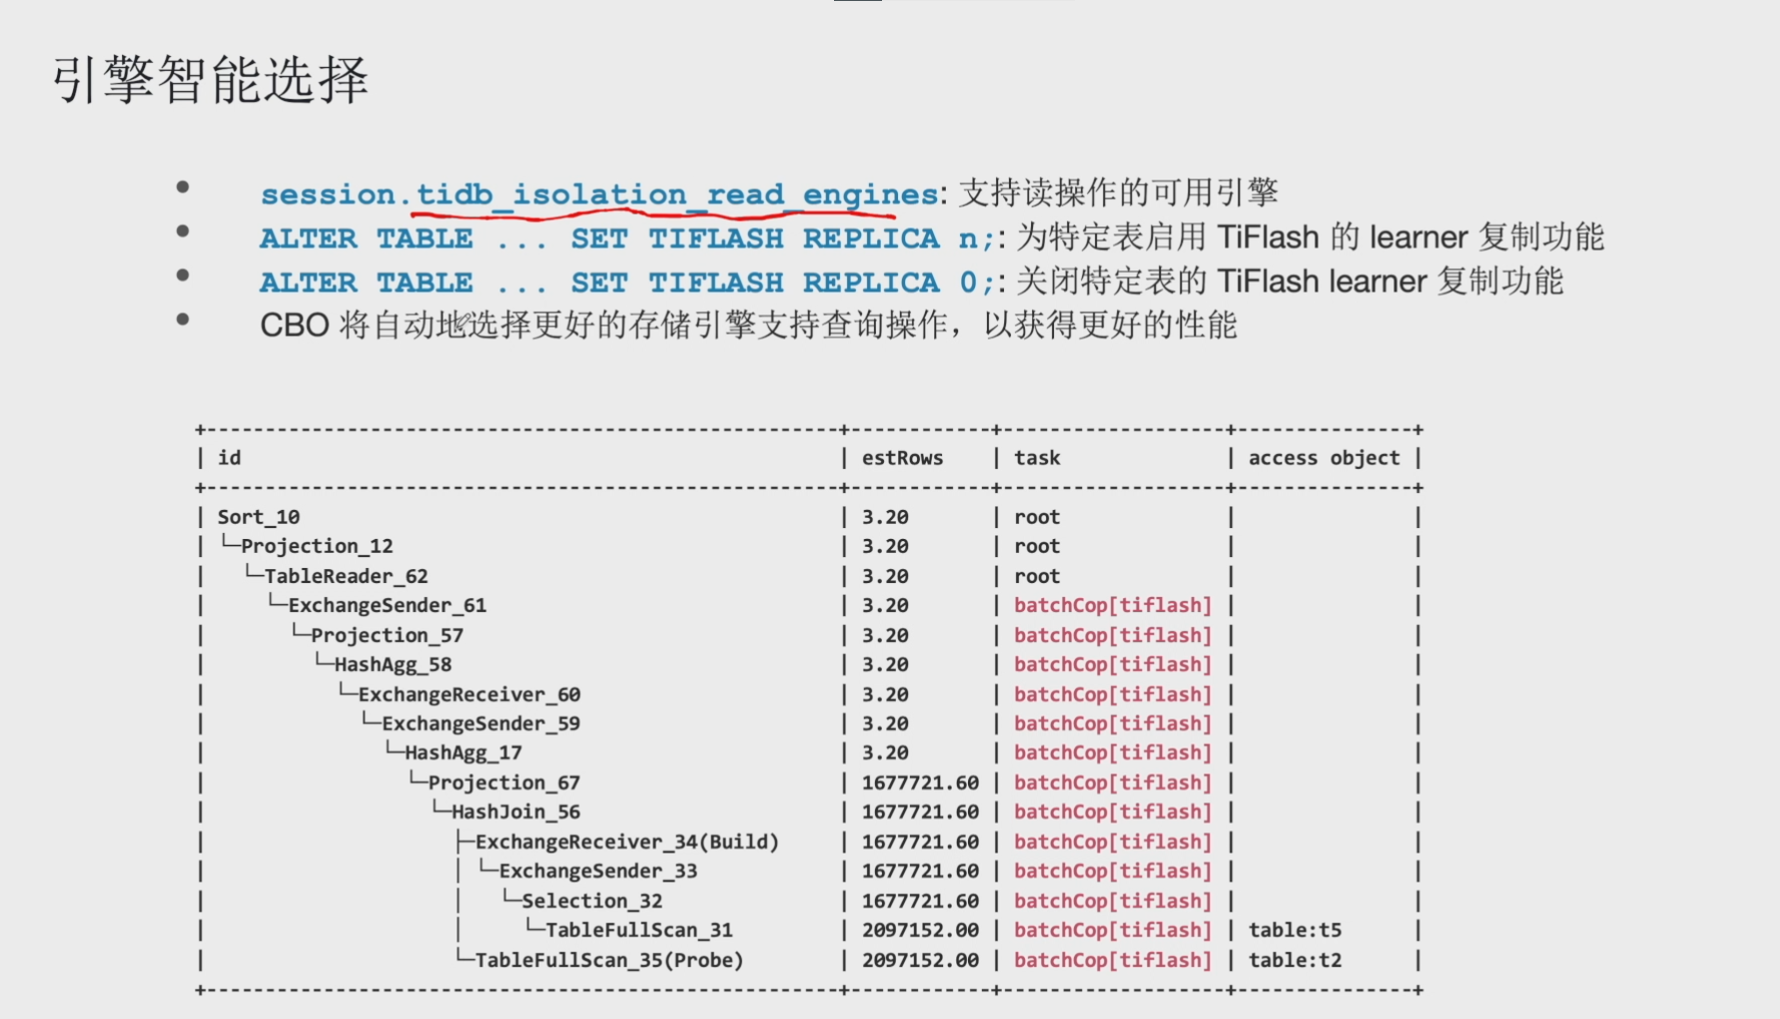 引擎智能选择
• session.tidb_isolation_read_engines: 支持读操作的可用引擎
• ALTER TABLE ... SET TIFLASH REPLICA n;: 为特定表启用 TiFlash 的 learner 复制功能
• ALTER TABLE ... SET TIFLASH REPLICA 0;: 关闭特定表的 TiFlash learner 复制功能
• CBO 将自动地选择更好的存储引擎支持查询操作，以获得更好的性能
+------------------------------------------------------+------------+-------------------+---------------+
| id | estRows | task | access object |
+------------------------------------------------------+------------+-------------------+---------------+
| Sort_10 | 3.20 | root | |
| └─Projection_12 | 3.20 | root | |
| └─TableReader_62 | 3.20 | root | |
| └─ExchangeSender_61 | 3.20 | batchCop[tiflash] | |
| └─Projection_57 | 3.20 | batchCop[tiflash] | |
| └─HashAgg_58 | 3.20 | batchCop[tiflash] | |
| └─ExchangeReceiver_60 | 3.20 | batchCop[tiflash] | |
| └─ExchangeSender_59 | 3.20 | batchCop[tiflash] | |
| └─HashAgg_17 | 3.20 | batchCop[tiflash] | |
| └─Projection_67 | 1677721.60 | batchCop[tiflash] | |
| └─HashJoin_56 | 1677721.60 | batchCop[tiflash] | |
| ├─ExchangeReceiver_34(Build) | 1677721.60 | batchCop[tiflash] | |
| │ └─ExchangeSender_33 | 1677721.60 | batchCop[tiflash] | |
| │ └─Selection_32 | 1677721.60 | batchCop[tiflash] | |
| │ └─TableFullScan_31 | 2097152.00 | batchCop[tiflash] | table:t5 |
| └─TableFullScan_35(Probe) | 2097152.00 | batchCop[tiflash] | table:t2 |
+------------------------------------------------------+------------+-------------------+---------------+